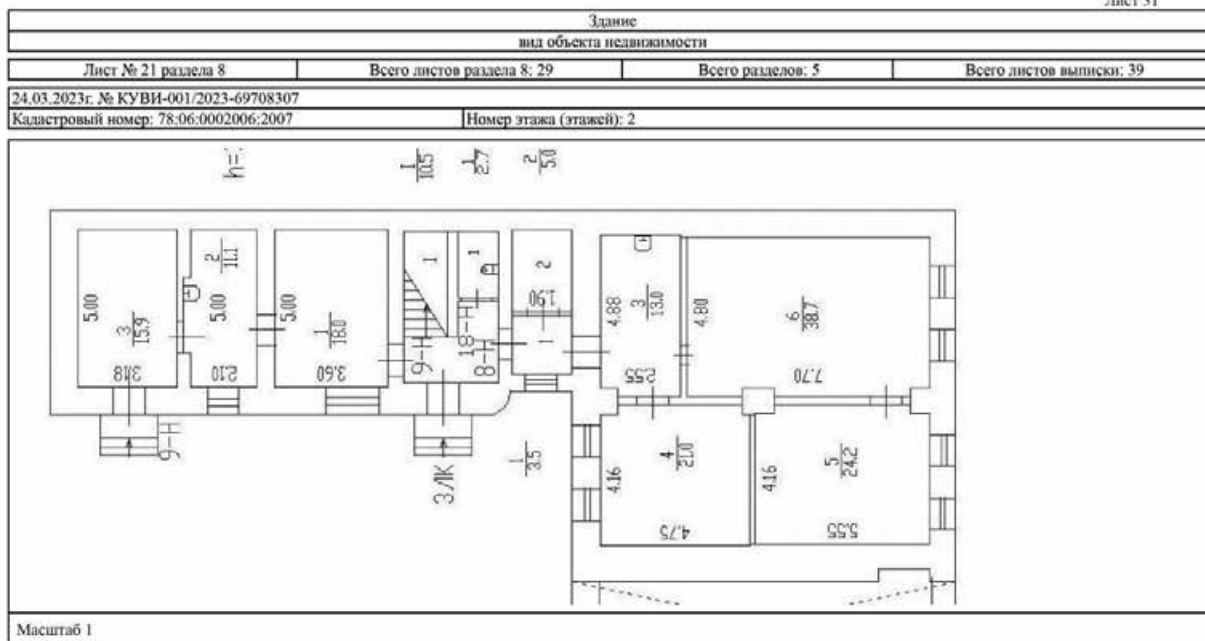 Лист 31
Здание
вид объекта недвижимости
Лист № 21 раздела 8 Всего листов раздела 8: 29 Всего разделов: 5 Всего листов выписки: 39
24.03.2023г. № КУВИ-001/2023-69708307
Кадастровый номер: 78:06:0002006:2007 Номер этажа (этажей): 2
h=
1 10.5
1 2.7
2 5.0
5.00
3 15.9
3.18
2 11.1
5.00
2.10
5.00
1 18.0
3.60
9-Н
1
18-Н
1
8-Н
2
1.90
1
4.88
3 13.0
2.55
4.80
6 38.7
7.70
9-Н
3ЛК
1 3.5
4.16
4 21.0
4.75
4.16
5 24.2
5.55
Масштаб 1